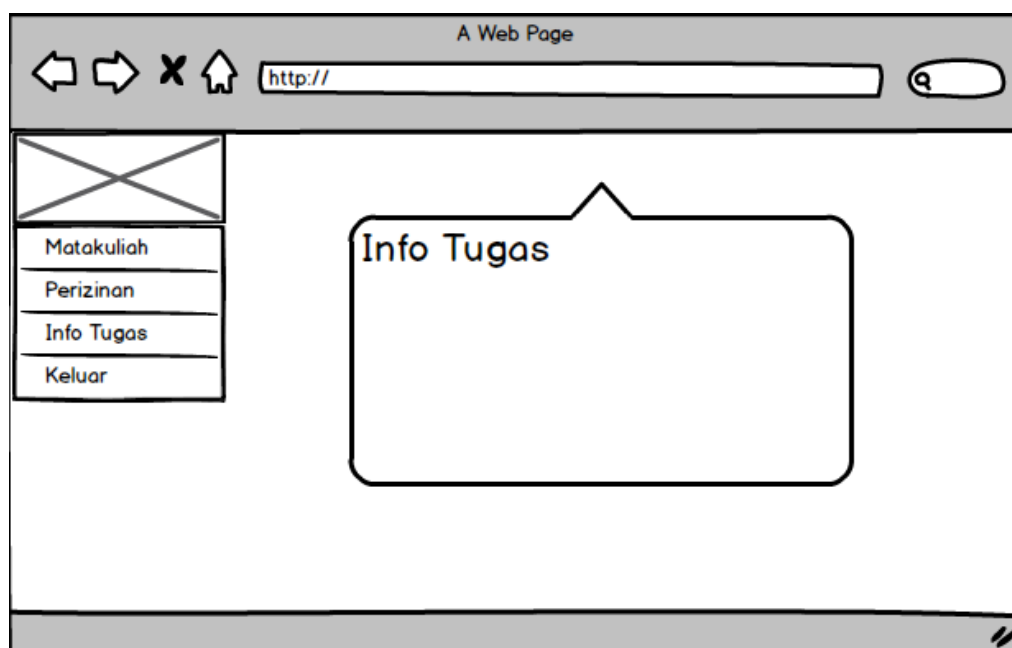 A Web Page
http://
Matakuliah
Perizinan
Info Tugas
Keluar
Info Tugas